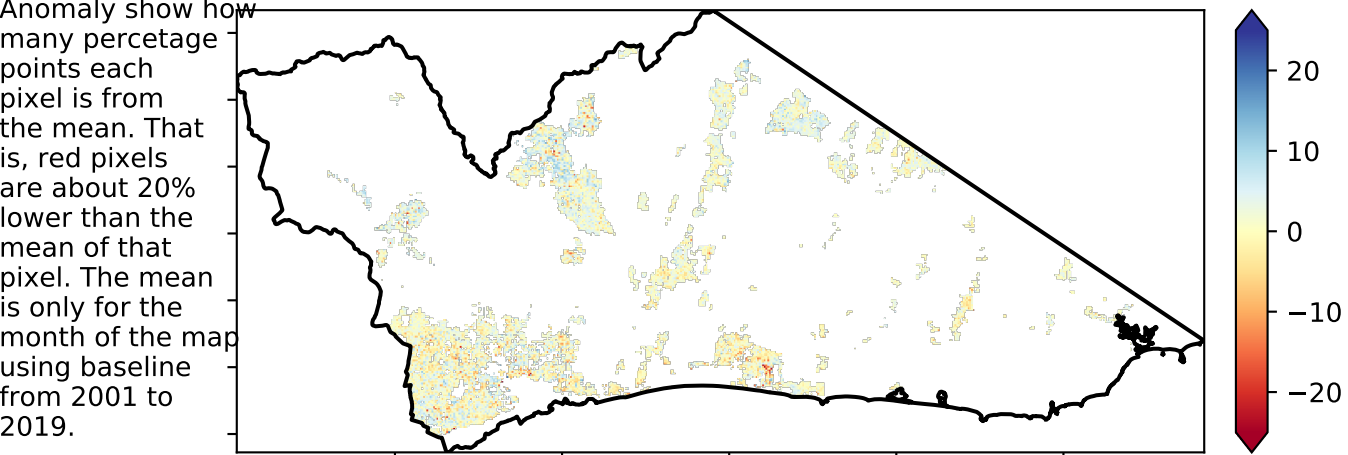 Anomaly show how
many percetage
points each
pixel is from
the mean. That
is, red pixels
are about 20%
lower than the
mean of that
pixel. The mean
is only for the
month of the map
using baseline
from 2001 to
2019.
20
10
0
−10
−20